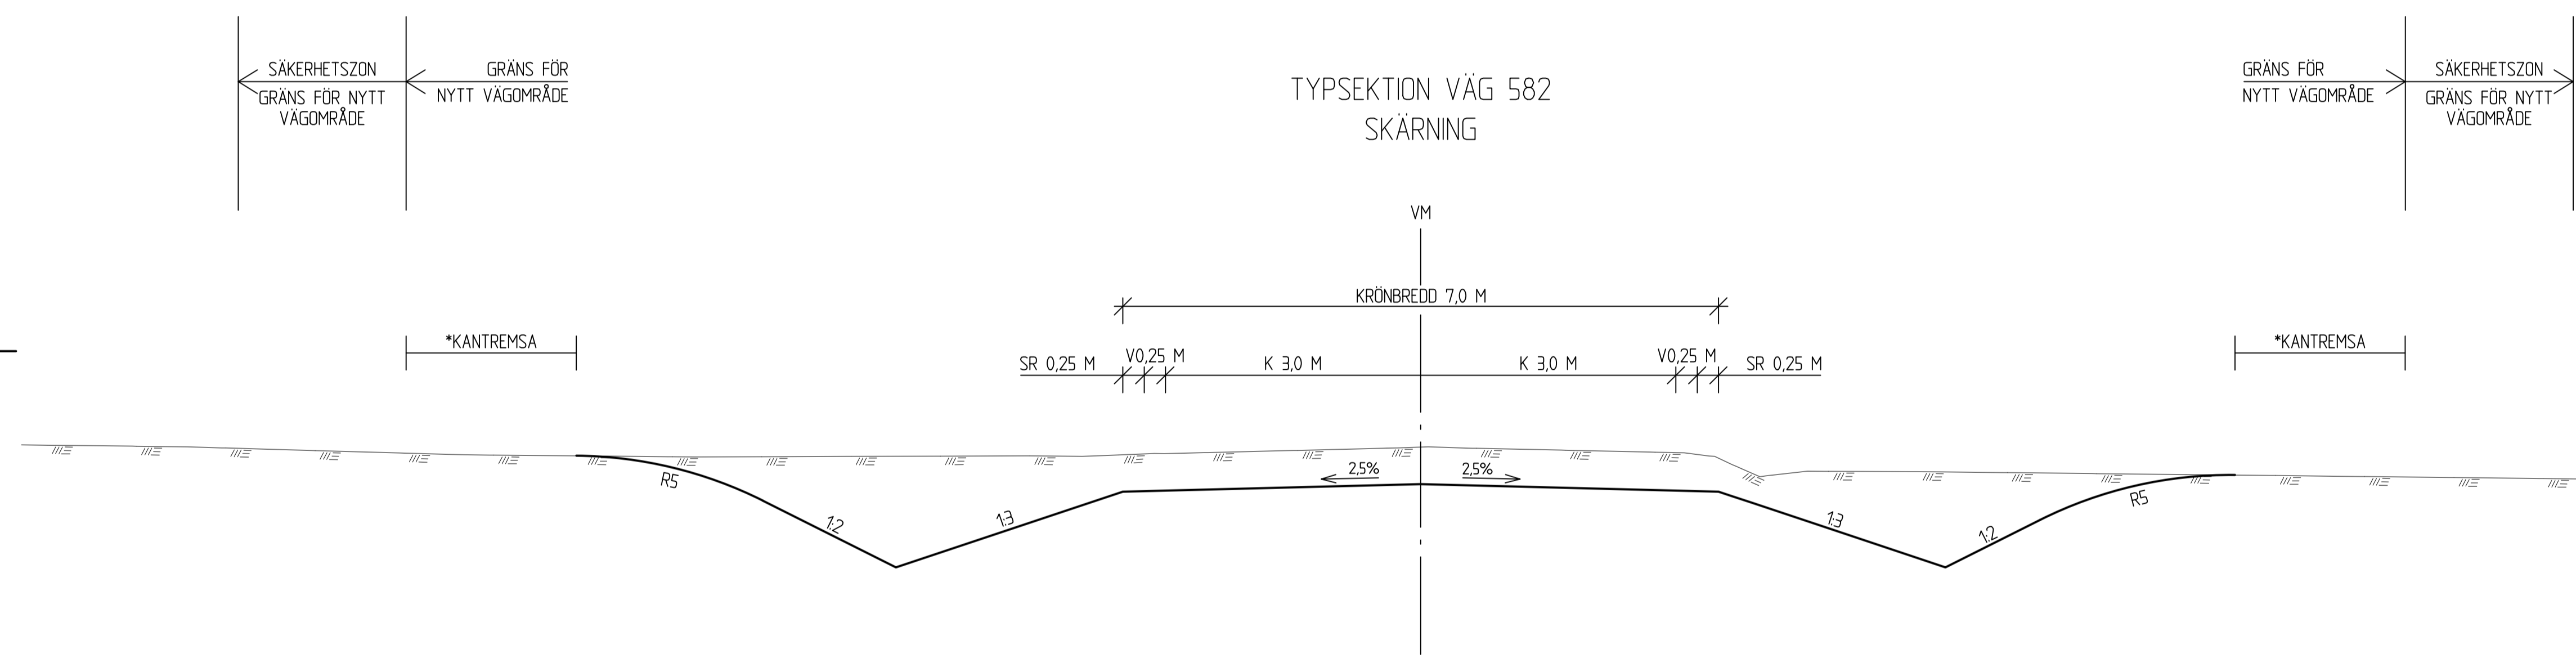 SÄKERHETSZON
GRÄNS FÖR NYTT
VÄGOMRÅDE
GRÄNS FÖR
NYTT VÄGOMRÅDE
TYPSEKTION VÄG 582
SKÄRNING
GRÄNS FÖR
NYTT VÄGOMRÅDE
SÄKERHETSZON
GRÄNS FÖR NYTT
VÄGOMRÅDE
VM
KRÖNBREDD 7,0 M
*KANTREMSA
*KANTREMSA
SR 0,25 M
V0,25 M
K 3,0 M
K 3,0 M
V0,25 M
SR 0,25 M
R5
1:2
1:3
2,5%
2,5%
1:3
1:2
R5